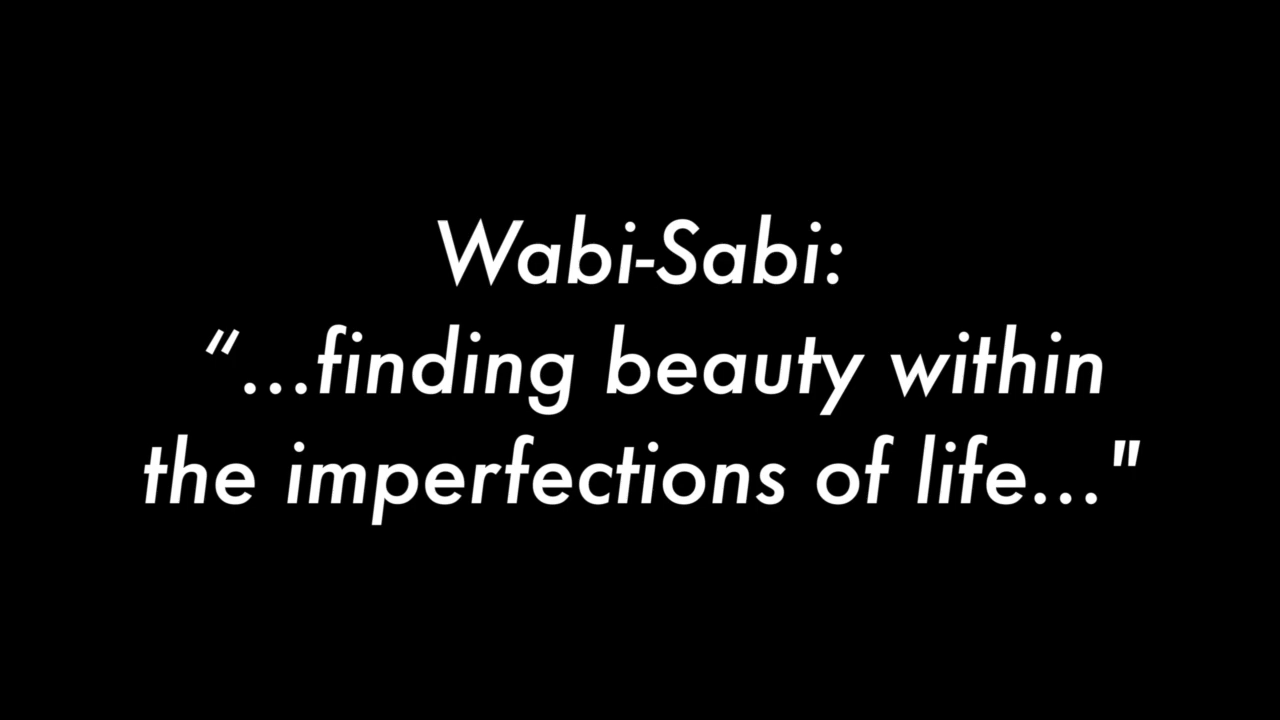 Wabi-Sabi:
“...finding beauty within
the imperfections of life..."